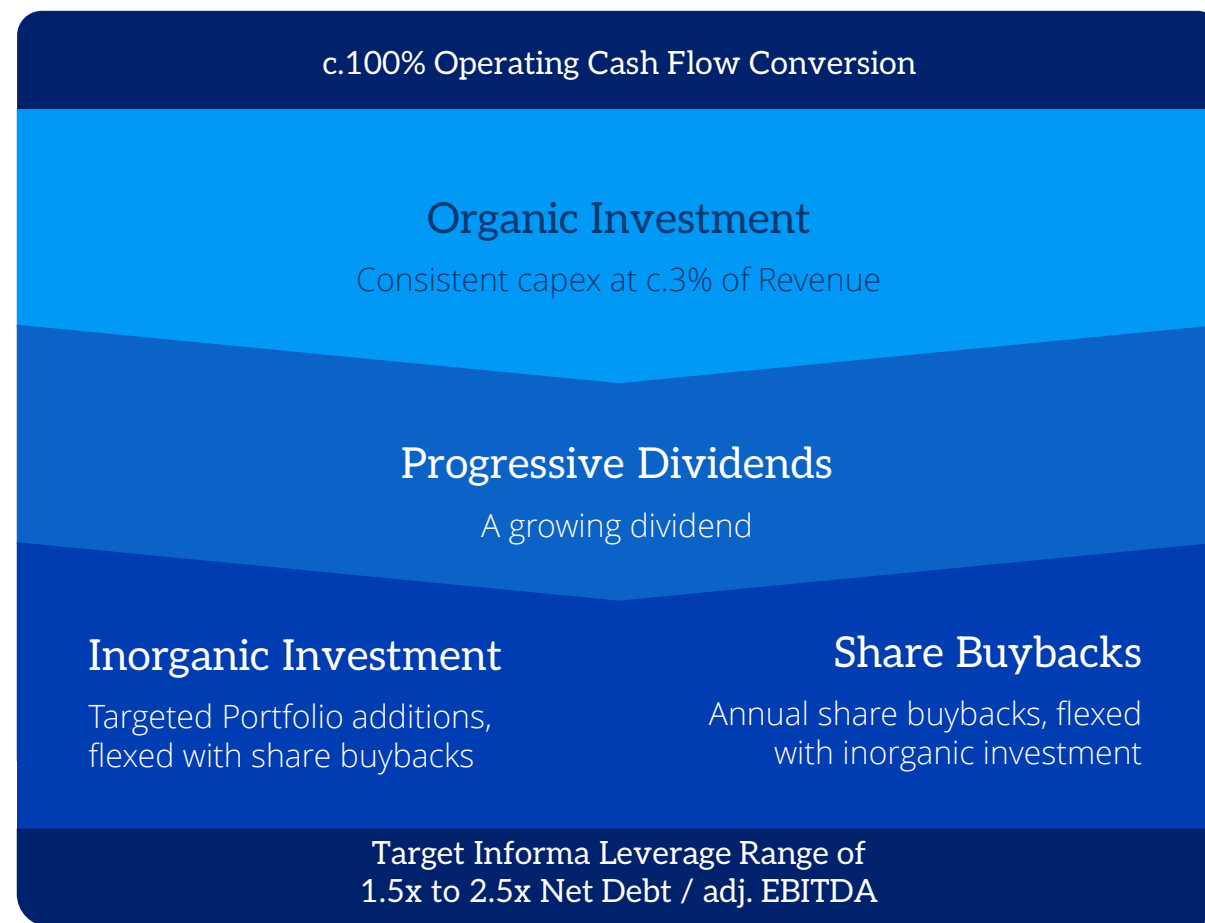 c.100% Operating Cash Flow Conversion
Organic Investment
Consistent capex at c.3% of Revenue
Progressive Dividends
A growing dividend
Inorganic Investment
Targeted Portfolio additions,
flexed with share buybacks
Share Buybacks
Annual share buybacks, flexed
with inorganic investment
Target Informa Leverage Range of
1.5x to 2.5x Net Debt / adj. EBITDA